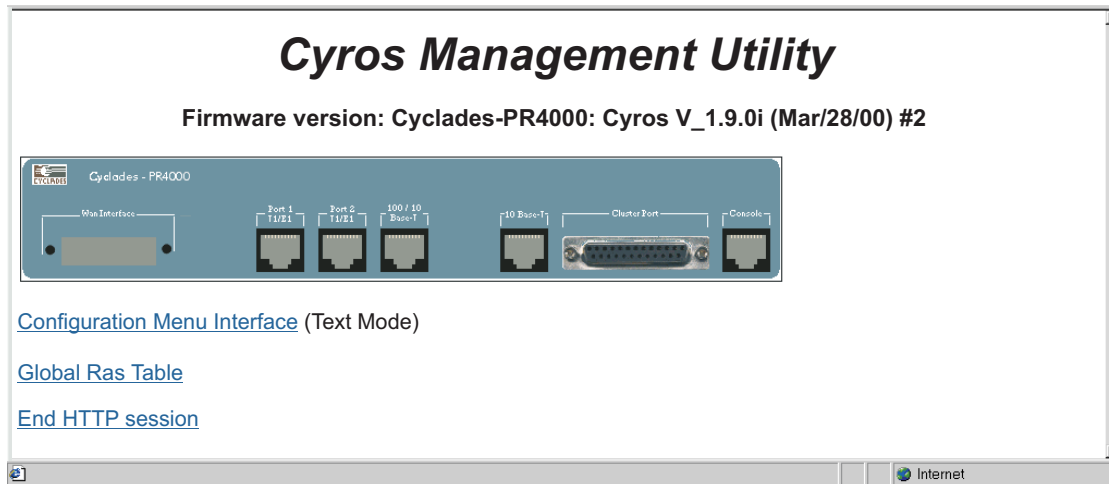 Cyros Management Utility
Firmware version: Cyclades-PR4000: Cyros V_1.9.0i (Mar/28/00) #2
CYCLADES
Cyclades - PR4000
Wan Interface
Port 1
T1/E1
Port 2
T1/E1
100 / 10
Base-T
10 Base-T
Cluster Port
Console
Configuration Menu Interface (Text Mode)
Global Ras Table
End HTTP session
Internet